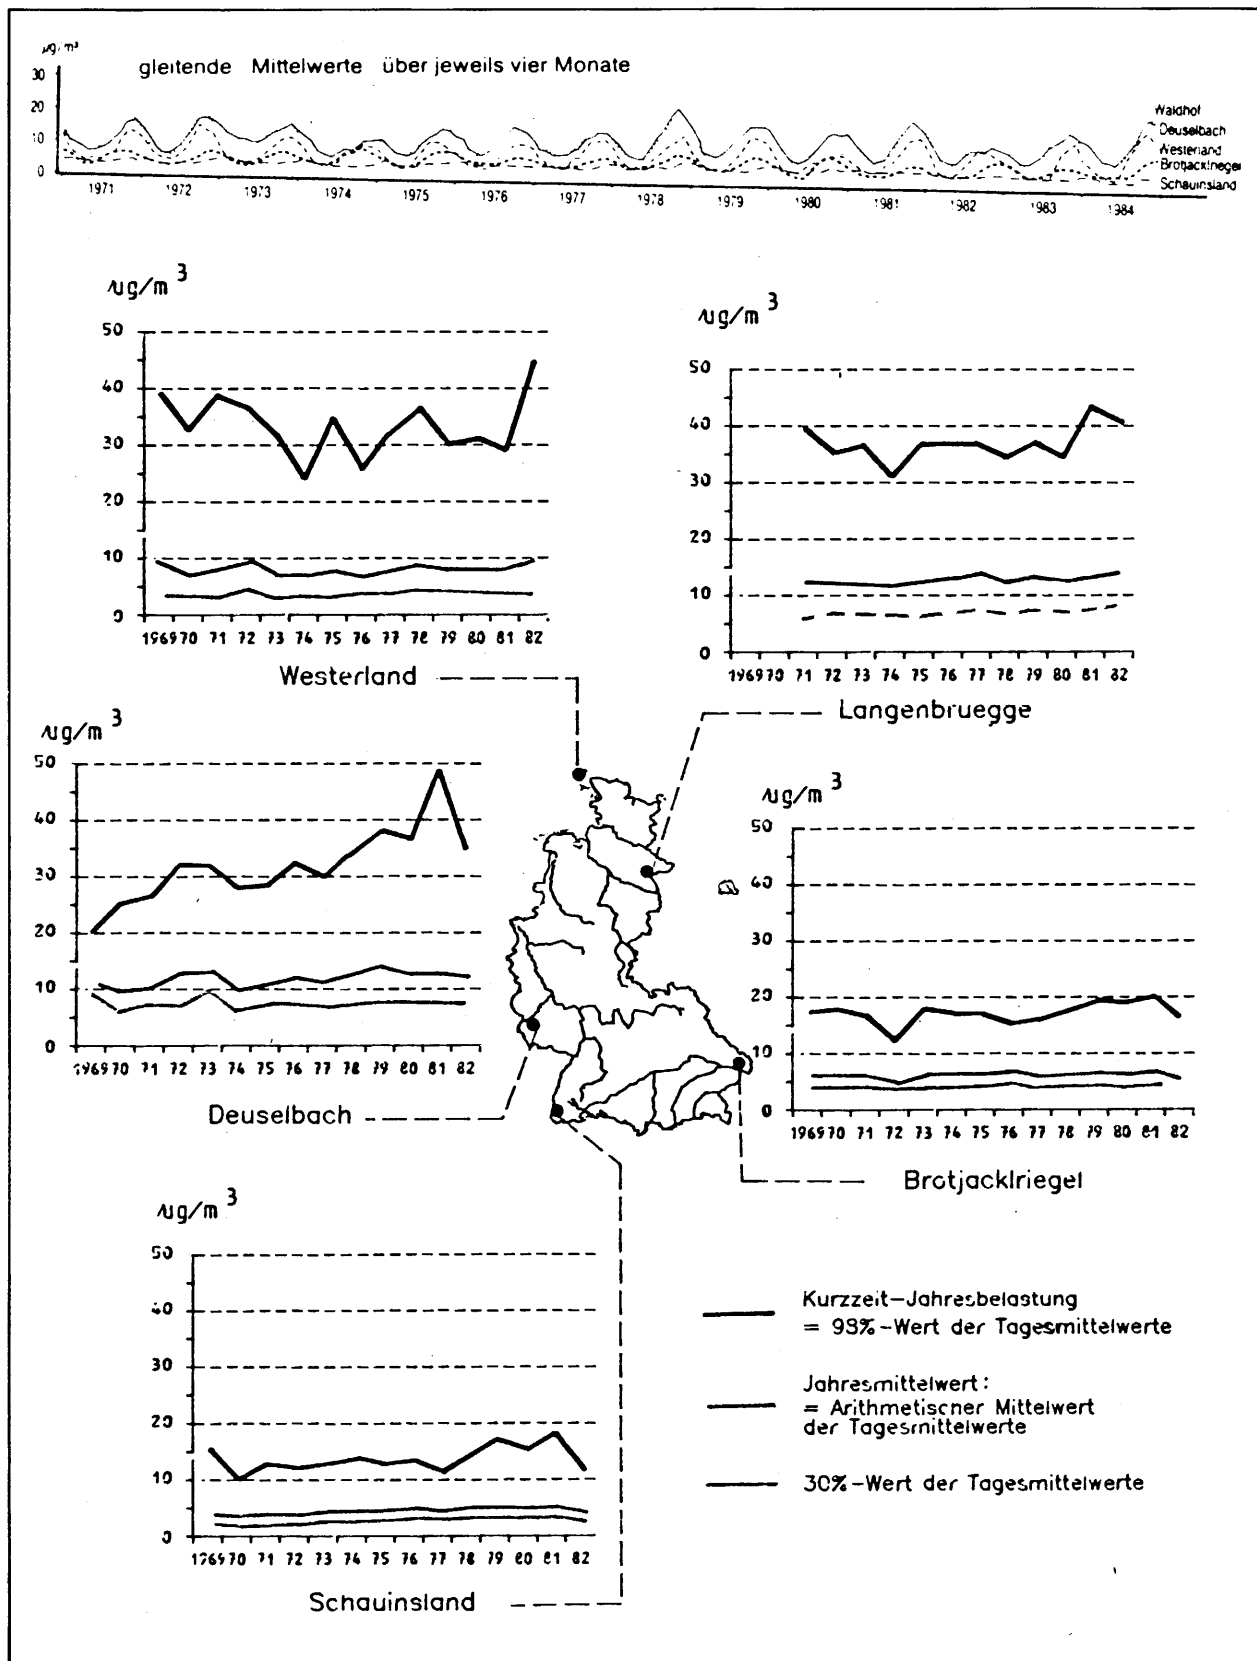 µg/m³
gleitende Mittelwerte über jeweils vier Monate
30
20
10
0
Waldhof
Deuselbach
Westerland
Brotjacklriegel
Schauinsland
1971 1972 1973 1974 1975 1976 1977 1978 1979 1980 1981 1982 1983 1984
µg/m³
50
40
30
20
10
0
1969 70 71 72 73 74 75 76 77 78 79 80 81 82
Westerland
µg/m³
50
40
30
20
10
0
1969 70 71 72 73 74 75 76 77 78 79 80 81 82
Langenbruegge
µg/m³
50
40
30
20
10
0
1969 70 71 72 73 74 75 76 77 78 79 80 81 82
Deuselbach
µg/m³
50
40
30
20
10
0
1969 70 71 72 73 74 75 76 77 78 79 80 81 82
Brotjacklriegel
µg/m³
50
40
30
20
10
0
1969 70 71 72 73 74 75 76 77 78 79 80 81 82
Schauinsland
Kurzzeit-Jahresbelastung
= 98%-Wert der Tagesmittelwerte
Jahresmittelwert:
= Arithmetischer Mittelwert
der Tagesmittelwerte
30%-Wert der Tagesmittelwerte